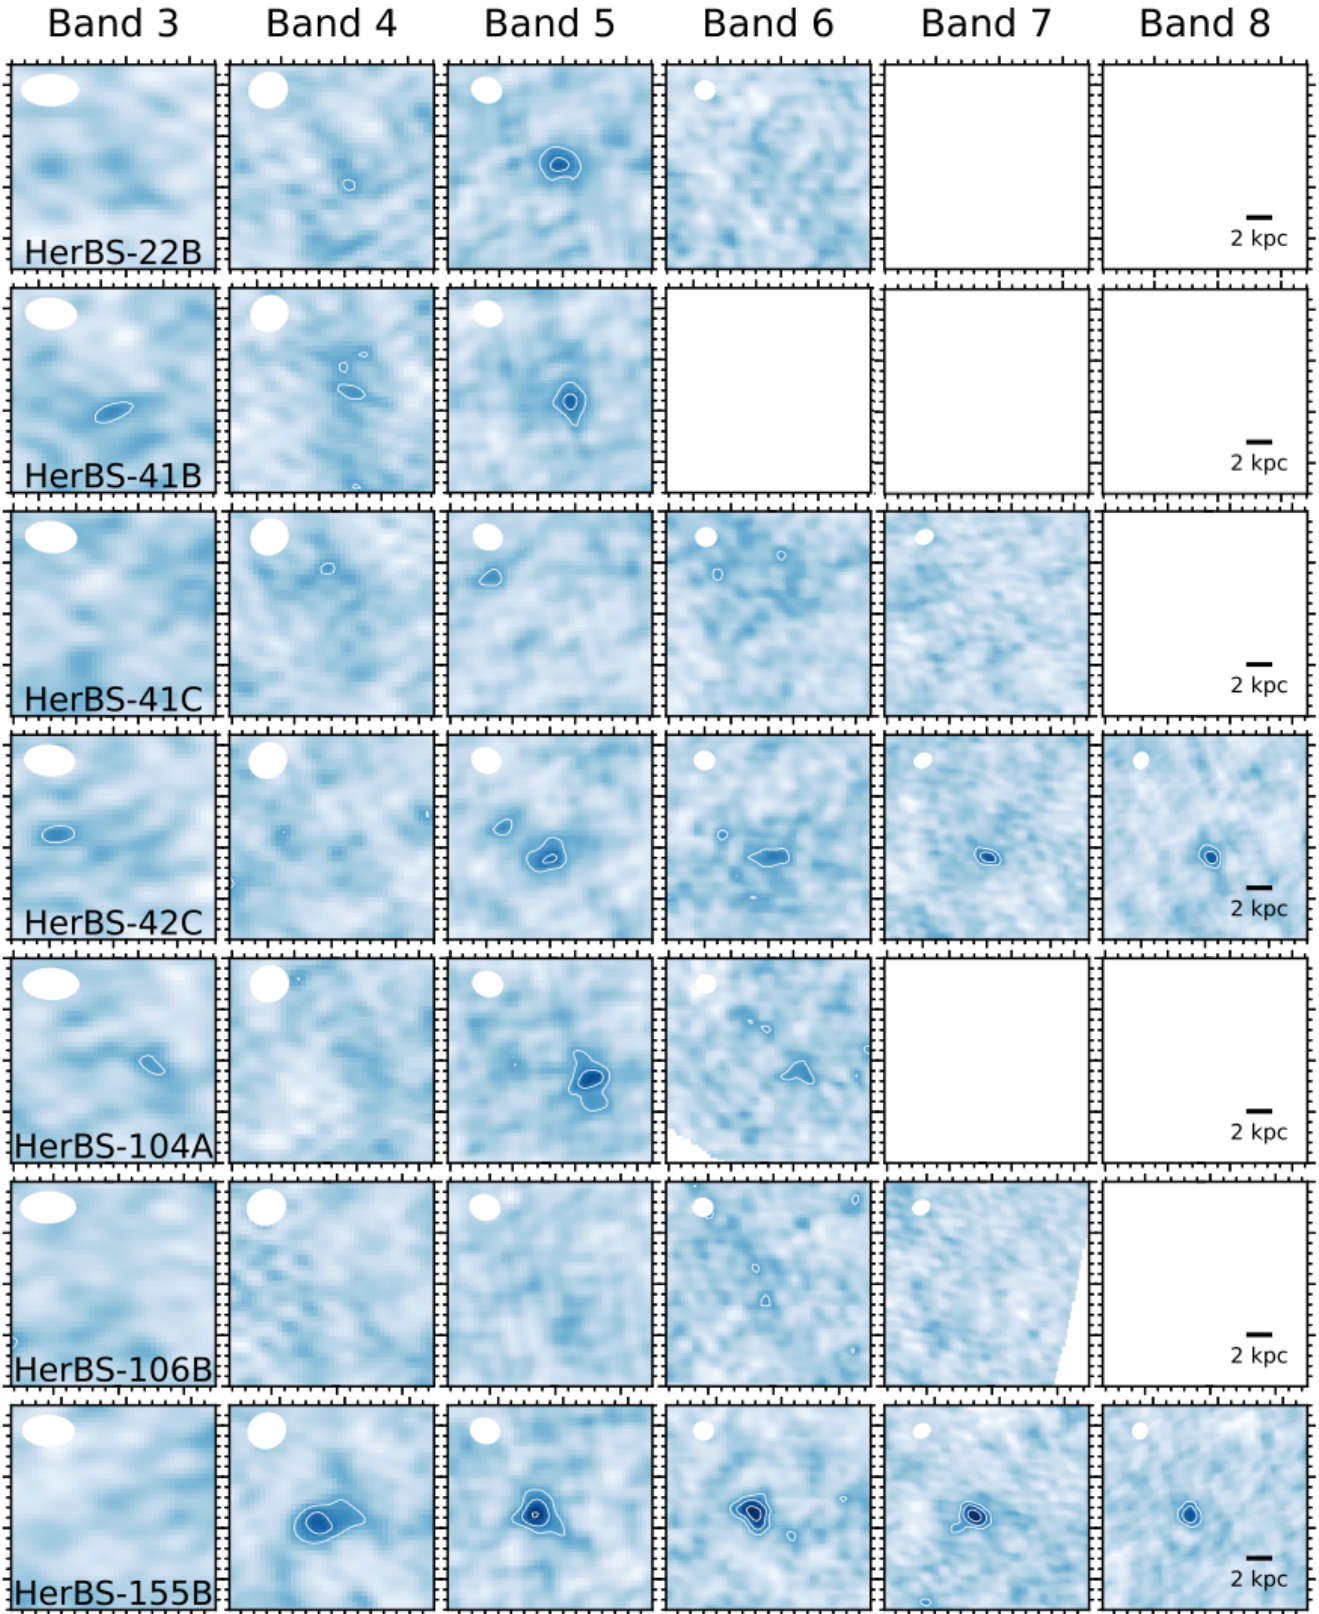 Band 3 Band 4 Band 5 Band 6 Band 7 Band 8
HerBS-22B 2 kpc
HerBS-41B 2 kpc
HerBS-41C 2 kpc
HerBS-42C 2 kpc
HerBS-104A 2 kpc
HerBS-106B 2 kpc
HerBS-155B 2 kpc